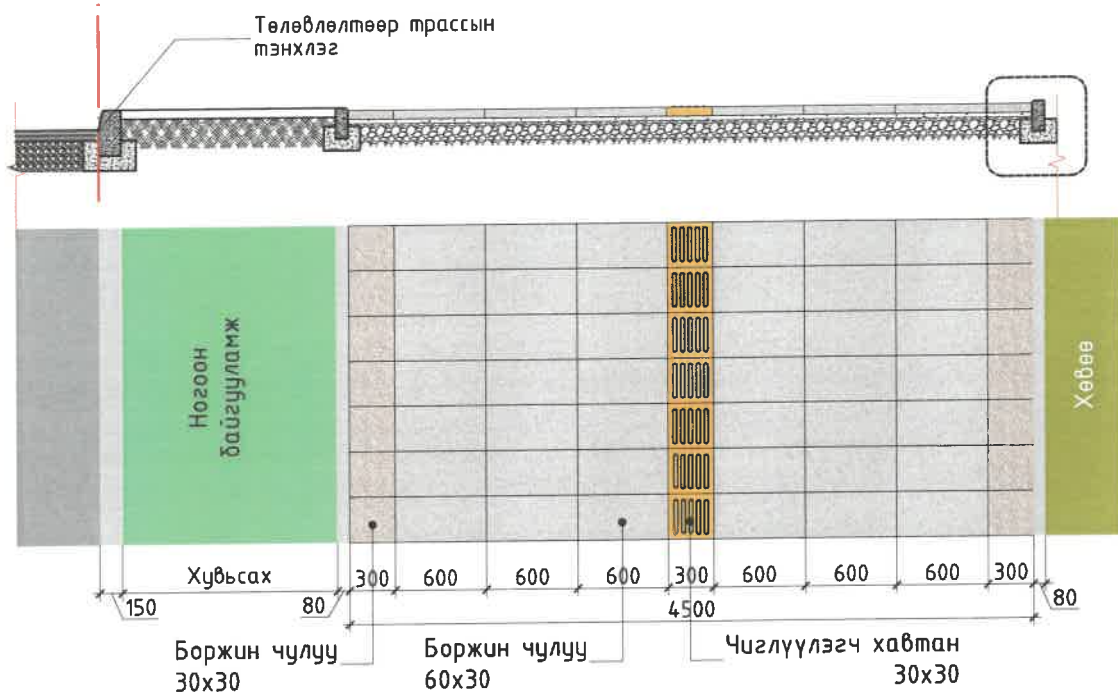 Төлөвлөлтөөр трассын
тэнхлэг
Ногоон
байгууламж
Хөвөө
Хувьсах
300
600
600
600
300
600
600
600
300
150
80
80
4500
Боржин чулуу
30x30
Боржин чулуу
60x30
Чиглүүлэгч хавтан
30x30